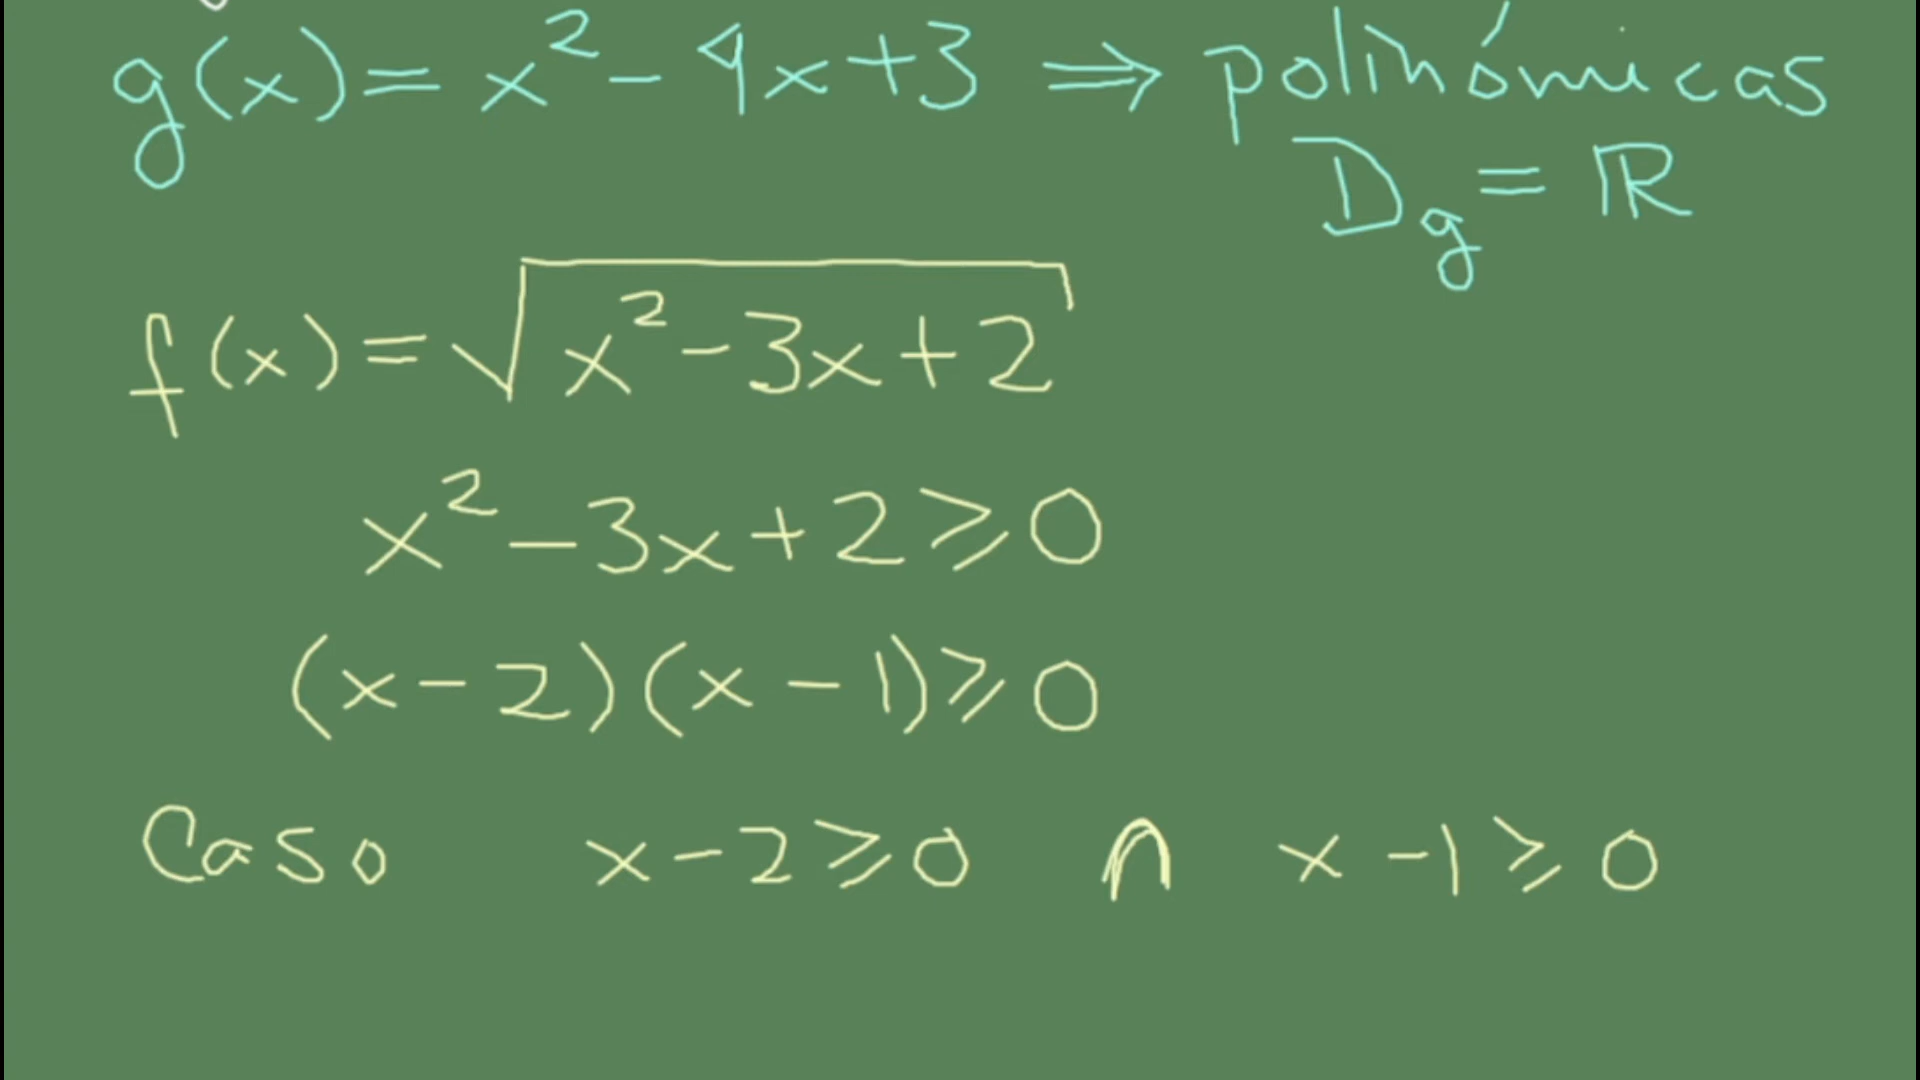 g(x) = x² - 4x + 3 ⇒ polinómicas
D_g = ℝ
f(x) = √(x² - 3x + 2)
x² - 3x + 2 ⩾ 0
(x - 2)(x - 1) ⩾ 0
Caso x - 2 ⩾ 0 ∩ x - 1 ⩾ 0